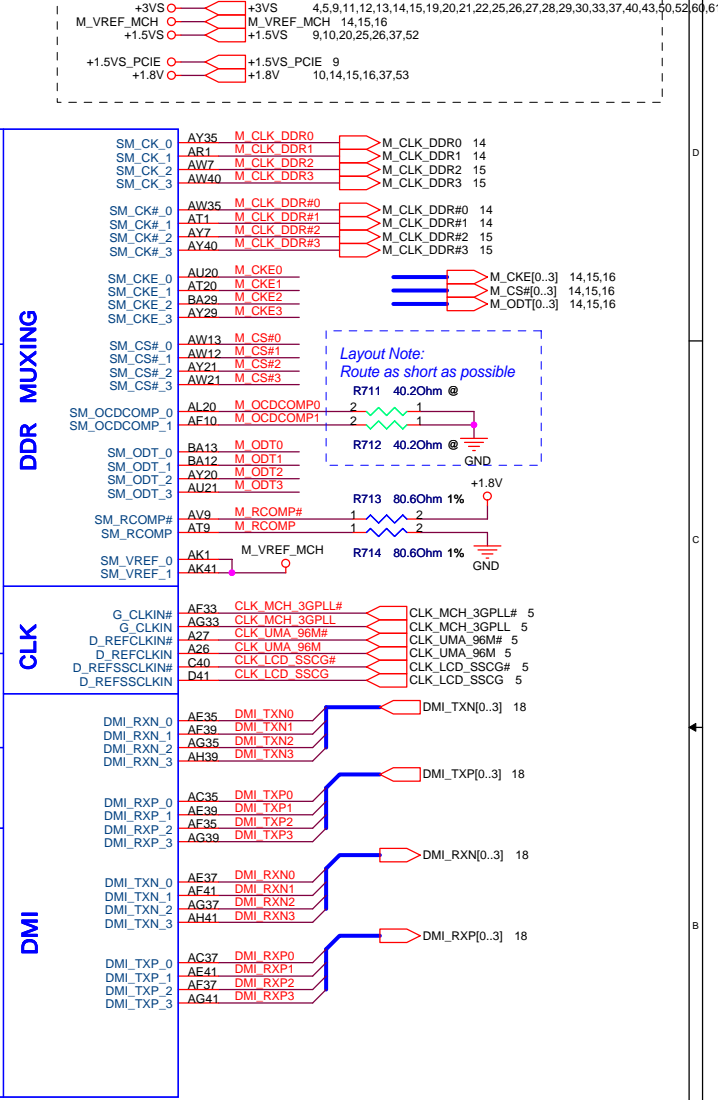 +3VS +3VS 4,5,9,11,12,13,14,15,19,20,21,22,25,26,27,28,29,30,33,37,40,43,50,52,60,61
M_VREF_MCH M_VREF_MCH 14,15,16
+1.5VS +1.5VS 9,10,20,25,26,37,52
+1.5VS_PCIE +1.5VS_PCIE 9
+1.8V +1.8V 10,14,15,16,37,53
D
DDR MUXING
SM_CK_0 AY35 M_CLK_DDR0 M_CLK_DDR0 14
SM_CK_1 AR1 M_CLK_DDR1 M_CLK_DDR1 14
SM_CK_2 AW7 M_CLK_DDR2 M_CLK_DDR2 15
SM_CK_3 AW40 M_CLK_DDR3 M_CLK_DDR3 15
SM_CK#_0 AW35 M_CLK_DDR#0 M_CLK_DDR#0 14
SM_CK#_1 AT1 M_CLK_DDR#1 M_CLK_DDR#1 14
SM_CK#_2 AY7 M_CLK_DDR#2 M_CLK_DDR#2 15
SM_CK#_3 AY40 M_CLK_DDR#3 M_CLK_DDR#3 15
SM_CKE_0 AU20 M_CKE0 M_CKE[0..3] 14,15,16
SM_CKE_1 AT20 M_CKE1 M_CS#[0..3] 14,15,16
SM_CKE_2 BA29 M_CKE2 M_ODT[0..3] 14,15,16
SM_CKE_3 AY29 M_CKE3
SM_CS#_0 AW13 M_CS#0
SM_CS#_1 AW12 M_CS#1
SM_CS#_2 AY21 M_CS#2
SM_CS#_3 AW21 M_CS#3
Layout Note:
Route as short as possible
R711 40.2Ohm @
SM_OCDCOMP_0 AL20 M_OCDCOMP0 2 1
SM_OCDCOMP_1 AF10 M_OCDCOMP1 2 1
R712 40.2Ohm @
GND
SM_ODT_0 BA13 M_ODT0
SM_ODT_1 BA12 M_ODT1
SM_ODT_2 AY20 M_ODT2
SM_ODT_3 AU21 M_ODT3
+1.8V
R713 80.6Ohm 1%
SM_RCOMP# AV9 M_RCOMP# 1 2
SM_RCOMP AT9 M_RCOMP 1 2
R714 80.6Ohm 1%
GND
C
SM_VREF_0 AK1 M_VREF_MCH
SM_VREF_1 AK41
CLK
G_CLKIN# AF33 CLK_MCH_3GPLL# CLK_MCH_3GPLL# 5
G_CLKIN AG33 CLK_MCH_3GPLL CLK_MCH_3GPLL 5
D_REFCLKIN# A27 CLK_UMA_96M# CLK_UMA_96M# 5
D_REFCLKIN A26 CLK_UMA_96M CLK_UMA_96M 5
D_REFSSCLKIN# C40 CLK_LCD_SSCG# CLK_LCD_SSCG# 5
D_REFSSCLKIN D41 CLK_LCD_SSCG CLK_LCD_SSCG 5
DMI
DMI_TXN[0..3] 18
DMI_RXN_0 AE35 DMI_TXN0
DMI_RXN_1 AF39 DMI_TXN1
DMI_RXN_2 AG35 DMI_TXN2
DMI_RXN_3 AH39 DMI_TXN3
DMI_TXP[0..3] 18
DMI_RXP_0 AC35 DMI_TXP0
DMI_RXP_1 AE39 DMI_TXP1
DMI_RXP_2 AF35 DMI_TXP2
DMI_RXP_3 AG39 DMI_TXP3
DMI_RXN[0..3] 18
DMI_TXN_0 AE37 DMI_RXN0
DMI_TXN_1 AF41 DMI_RXN1
DMI_TXN_2 AG37 DMI_RXN2
DMI_TXN_3 AH41 DMI_RXN3
B
DMI_RXP[0..3] 18
DMI_TXP_0 AC37 DMI_RXP0
DMI_TXP_1 AE41 DMI_RXP1
DMI_TXP_2 AF37 DMI_RXP2
DMI_TXP_3 AG41 DMI_RXP3